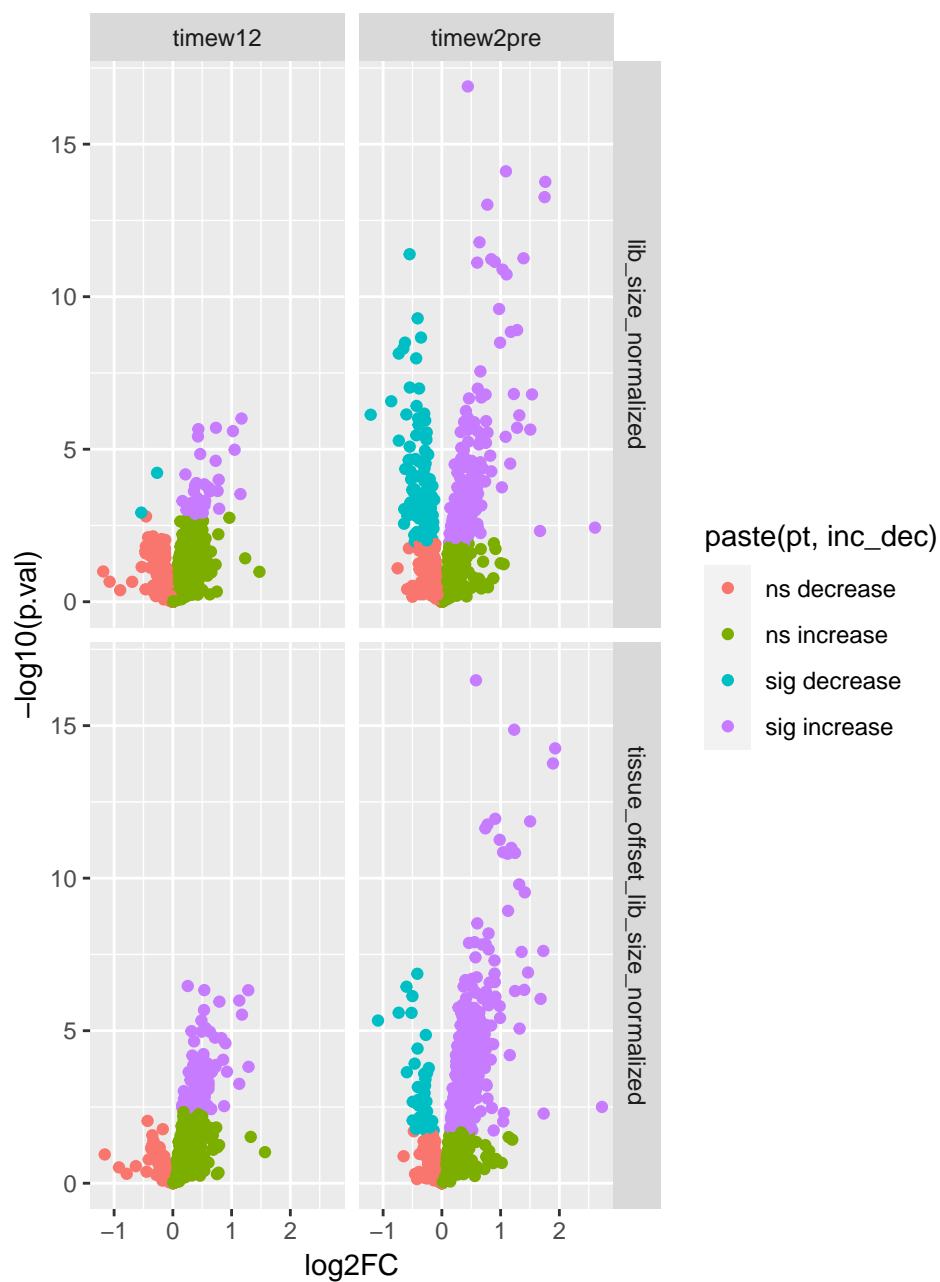 timew12
timew2pre
15
10
5
0
lib_size_normalized
15
10
5
0
tissue_offset_lib_size_normalized
−log10(p.val)
−1
0
1
2
−1
0
1
2
log2FC
paste(pt, inc_dec)
ns decrease
ns increase
sig decrease
sig increase